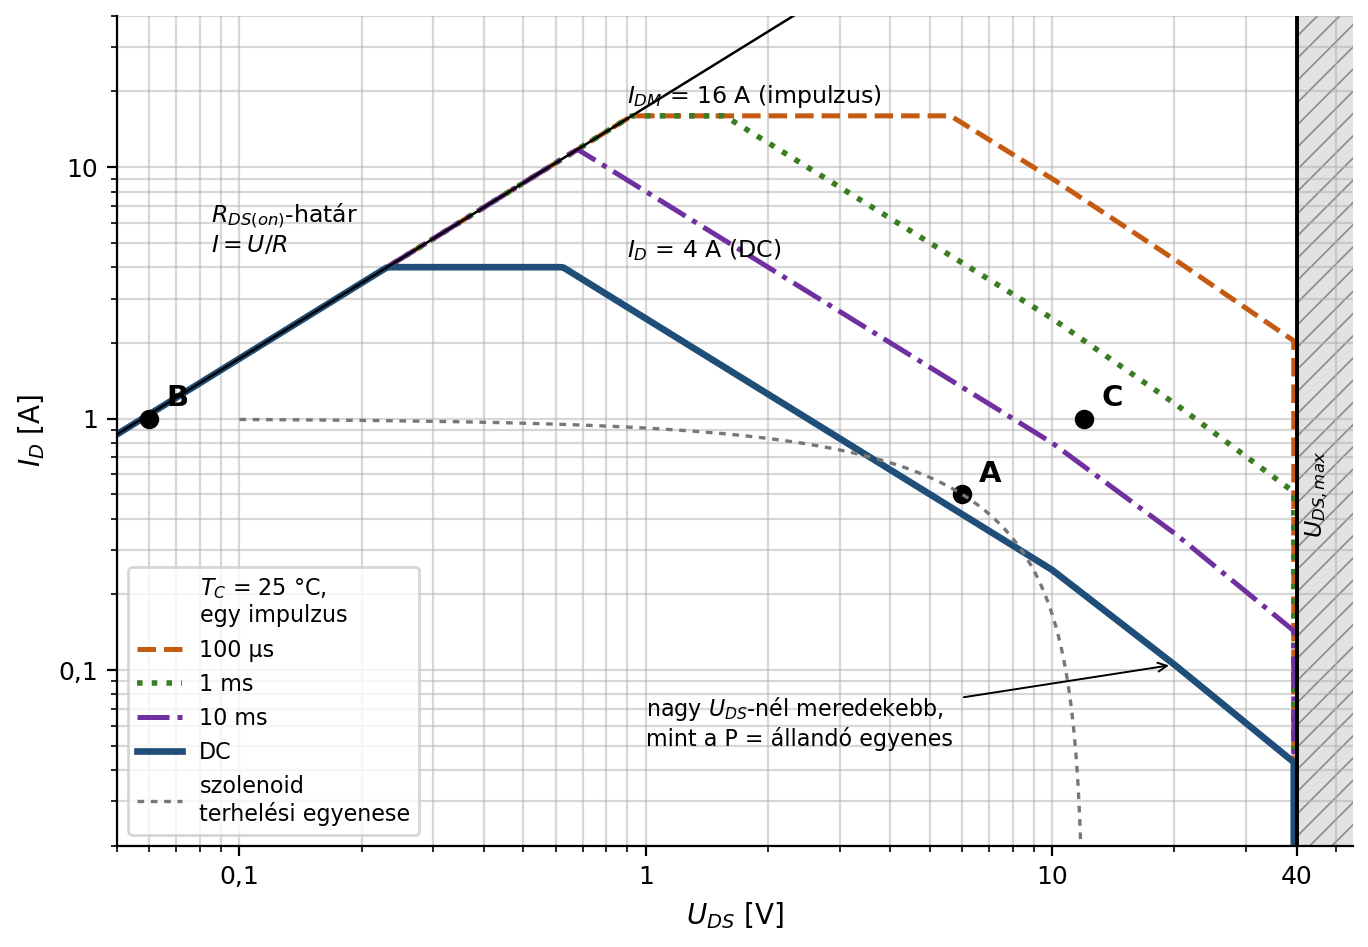 I_DM = 16 A (impulzus)
10
R_DS(on)-határ
I = U/R
I_D = 4 A (DC)
B
C
1
I_D [A]
A
U_DS,max
T_C = 25 °C,
egy impulzus
100 µs
1 ms
10 ms
DC
szolenoid
terhelési egyenese
0,1
nagy U_DS-nél meredekebb,
mint a P = állandó egyenes
0,1
1
10
40
U_DS [V]